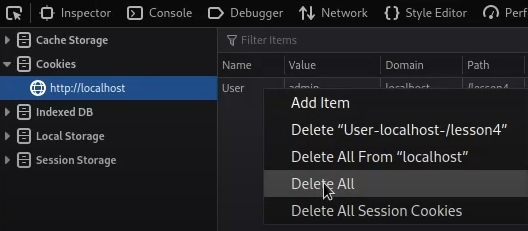 Inspector Console Debugger Network Style Editor Perf
Cache Storage
Filter Items
Cookies
Name Value Domain Path
http://localhost
User admin localhost /lesson4
Add Item
Indexed DB
Delete “User-localhost-/lesson4”
Local Storage
Delete All From “localhost”
Session Storage
Delete All
Delete All Session Cookies